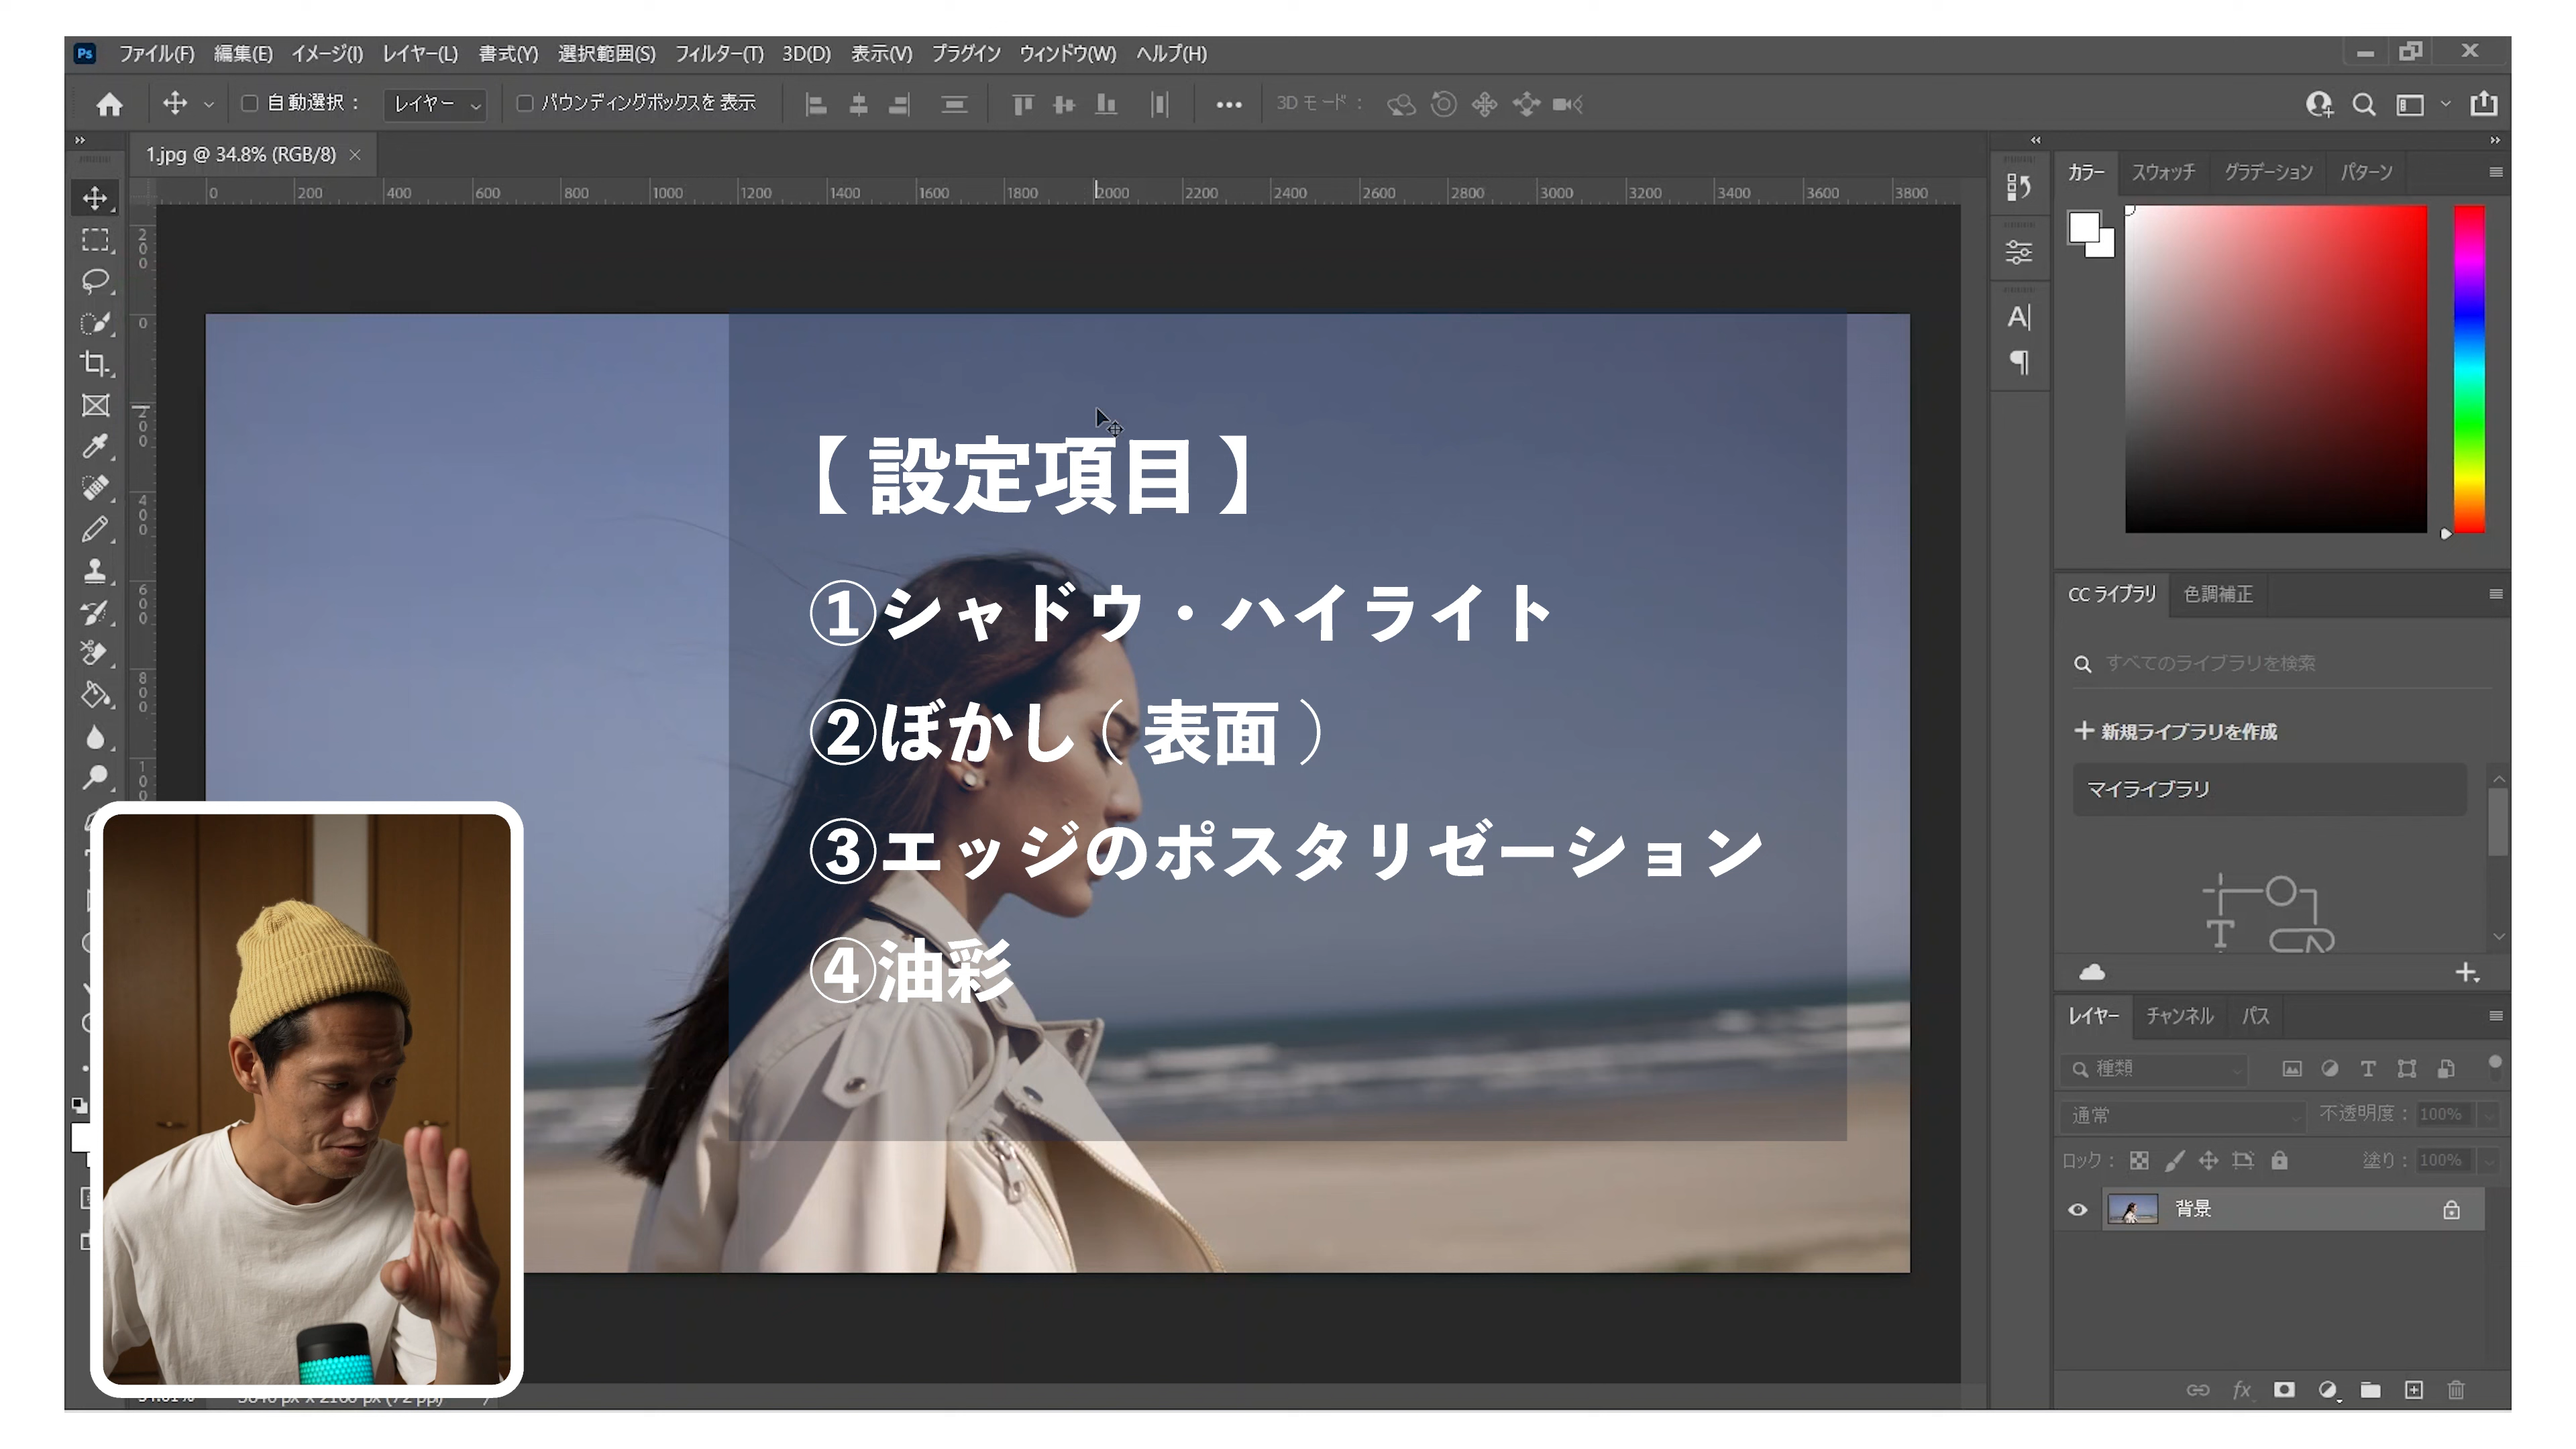 Ps ファイル(F) 編集(E) イメージ(I) レイヤー(L) 書式(Y) 選択範囲(S) フィルター(T) 3D(D) 表示(V) プラグイン ウィンドウ(W) ヘルプ(H)
自動選択： レイヤー バウンディングボックスを表示 3D モード：
1.jpg @ 34.8% (RGB/8)
0 200 400 600 800 1000 1200 1400 1600 1800 2000 2200 2400 2600 2800 3000 3200 3400 3600 3800
200
0
200
400
600
800
カラー スウォッチ グラデーション パターン
【設定項目】
①シャドウ・ハイライト
②ぼかし（表面）
③エッジのポスタリゼーション
④油彩
CC ライブラリ 色調補正
すべてのライブラリを検索
新規ライブラリを作成
マイライブラリ
レイヤー チャンネル パス
種類
通常 不透明度： 100%
ロック： 塗り： 100%
背景
fx